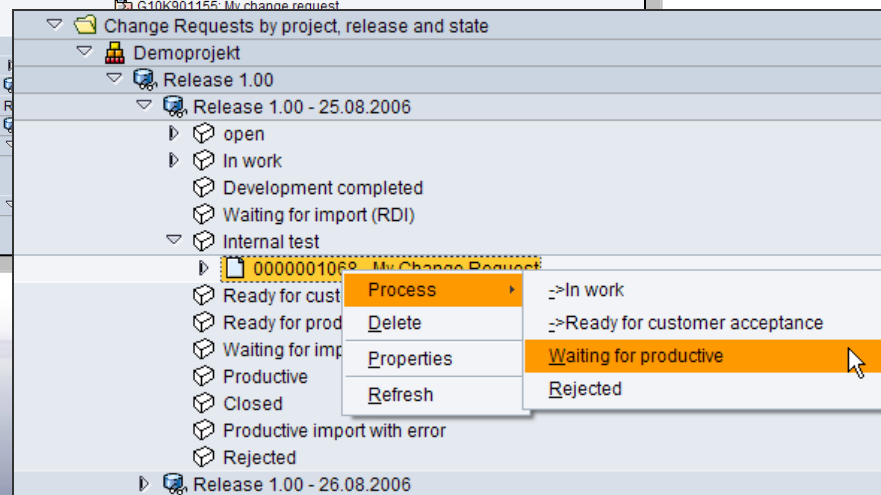 G10K901155: My change request
Change Requests by project, release and state
Demoprojekt
Release 1.00
Release 1.00 - 25.08.2006
open
In work
Development completed
Waiting for import (RDI)
Internal test
0000001068 My Change Request
Ready for cust
Process
->In work
Ready for prod
Delete
->Ready for customer acceptance
Waiting for imp
Properties
Waiting for productive
Productive
Refresh
Rejected
Closed
Productive import with error
Rejected
Release 1.00 - 26.08.2006